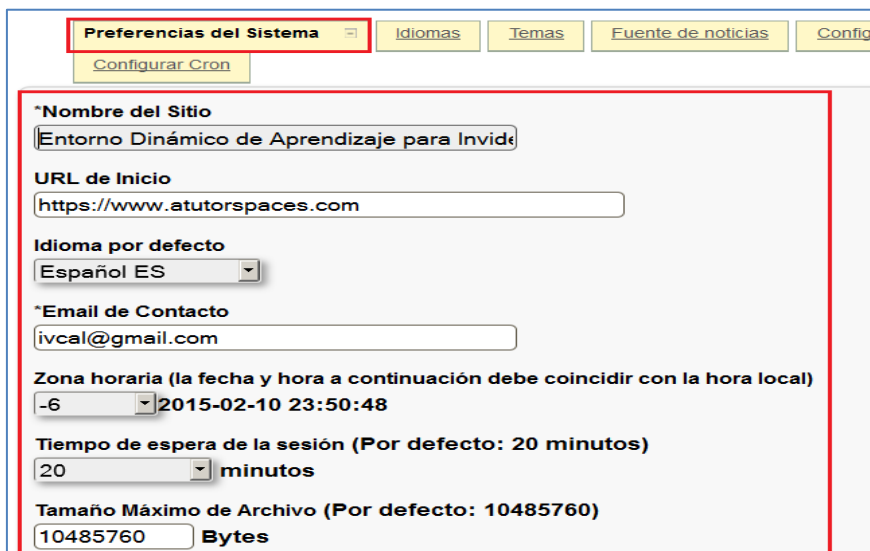 Preferencias del Sistema Idiomas Temas Fuente de noticias Config
Configurar Cron
*Nombre del Sitio
Entorno Dinámico de Aprendizaje para Invide
URL de Inicio
https://www.atutorspaces.com
Idioma por defecto
Español ES
*Email de Contacto
ivcal@gmail.com
Zona horaria (la fecha y hora a continuación debe coincidir con la hora local)
-6 2015-02-10 23:50:48
Tiempo de espera de la sesión (Por defecto: 20 minutos)
20 minutos
Tamaño Máximo de Archivo (Por defecto: 10485760)
10485760 Bytes